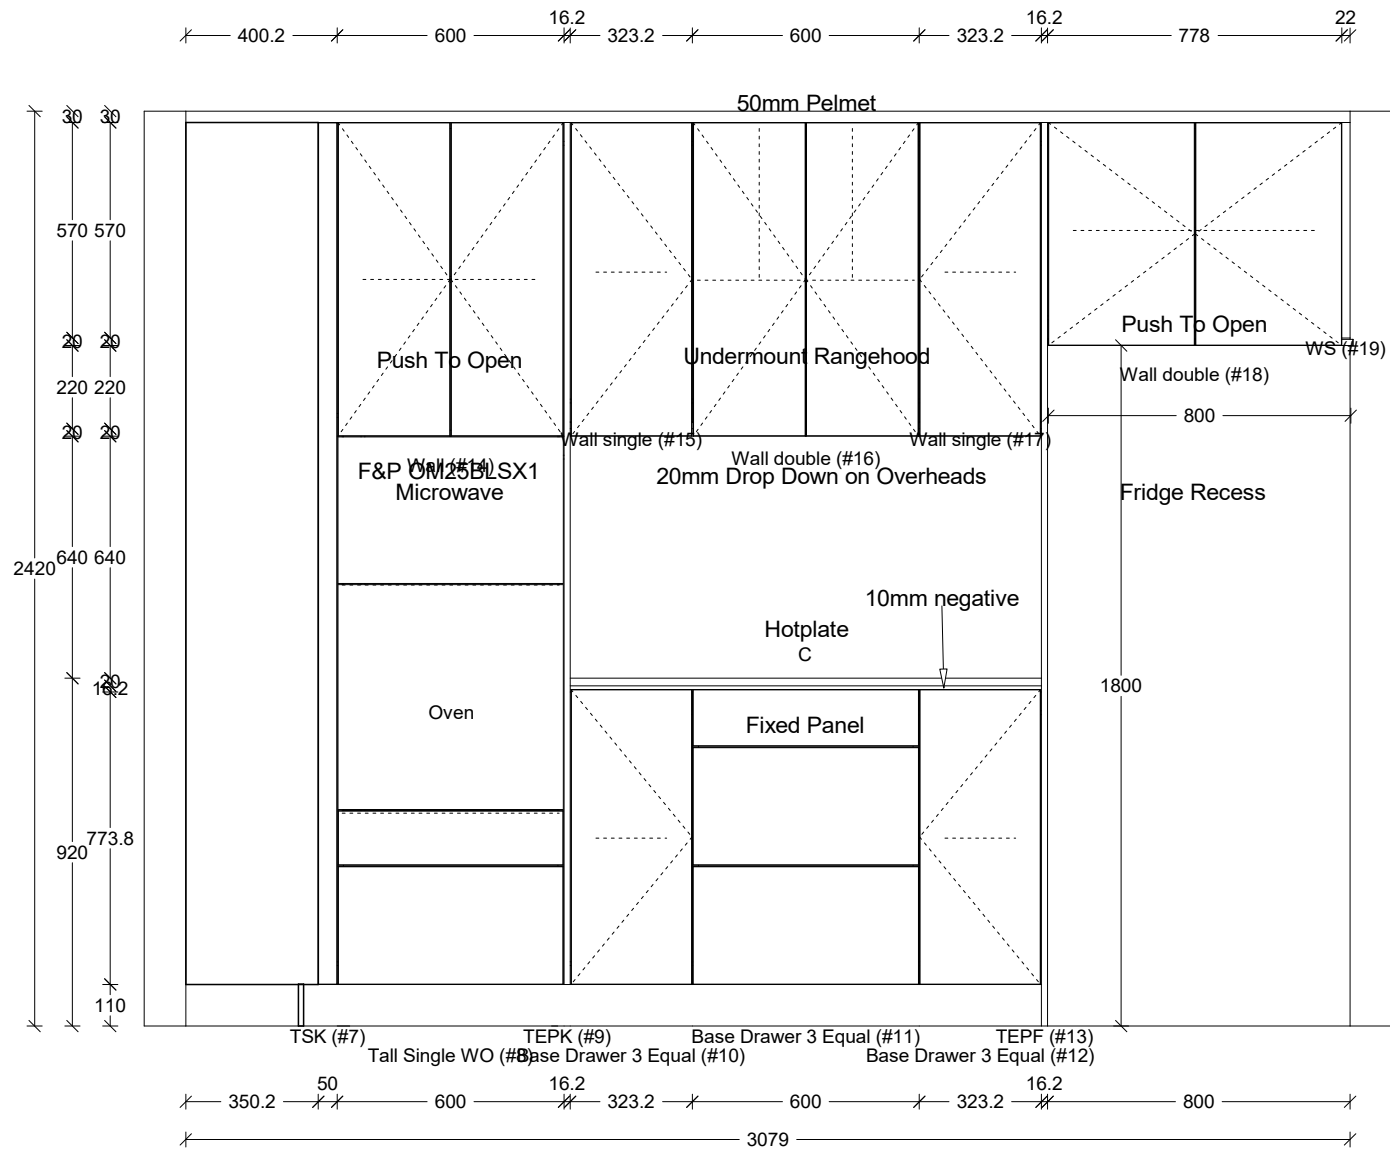 16.2 16.2 22
400.2 600 323.2 600 323.2 778
50mm Pelmet
30 30
570 570
Push To Open
20 20
WS (#19)
Push To Open
Undermount Rangehood
220 220
Wall double (#18)
800
20 20
Wall single (#15) Wall single (#17)
Wall double (#16)
Wall (#14)
F&P OM25BLSX1
20mm Drop Down on Overheads
Microwave
Fridge Recess
640 640
2420
10mm negative
Hotplate
C
20
16.2
1800
Oven
Fixed Panel
773.8
920
110
TSK (#7) TEPK (#9) Base Drawer 3 Equal (#11) TEPF (#13)
Tall Single WO (#8) Base Drawer 3 Equal (#10) Base Drawer 3 Equal (#12)
50 16.2 16.2
350.2 600 323.2 600 323.2 800
3079